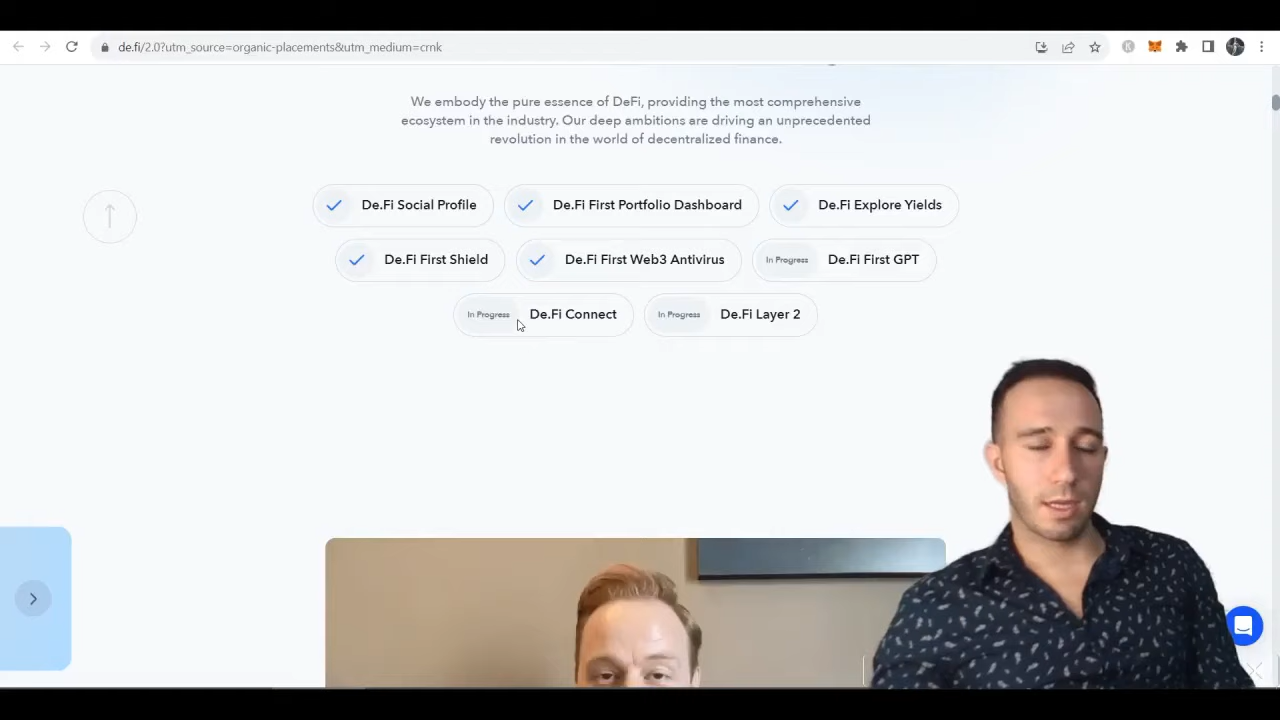 de.fi/2.0?utm_source=organic-placements&utm_medium=crnk
We embody the pure essence of DeFi, providing the most comprehensive
ecosystem in the industry. Our deep ambitions are driving an unprecedented
revolution in the world of decentralized finance.
De.Fi Social Profile
De.Fi First Portfolio Dashboard
De.Fi Explore Yields
De.Fi First Shield
De.Fi First Web3 Antivirus
In Progress De.Fi First GPT
In Progress De.Fi Connect
In Progress De.Fi Layer 2